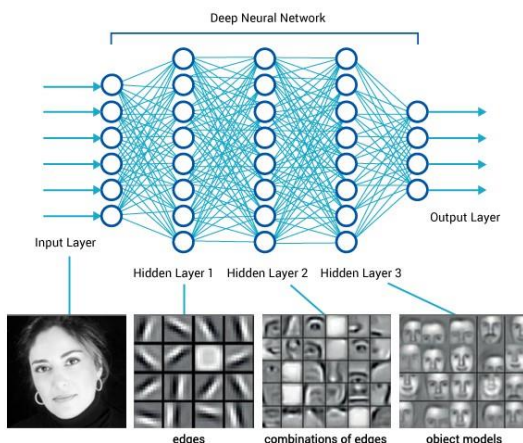 Deep Neural Network
Input Layer
Output Layer
Hidden Layer 1
Hidden Layer 2
Hidden Layer 3
edges
combinations of edges
object models